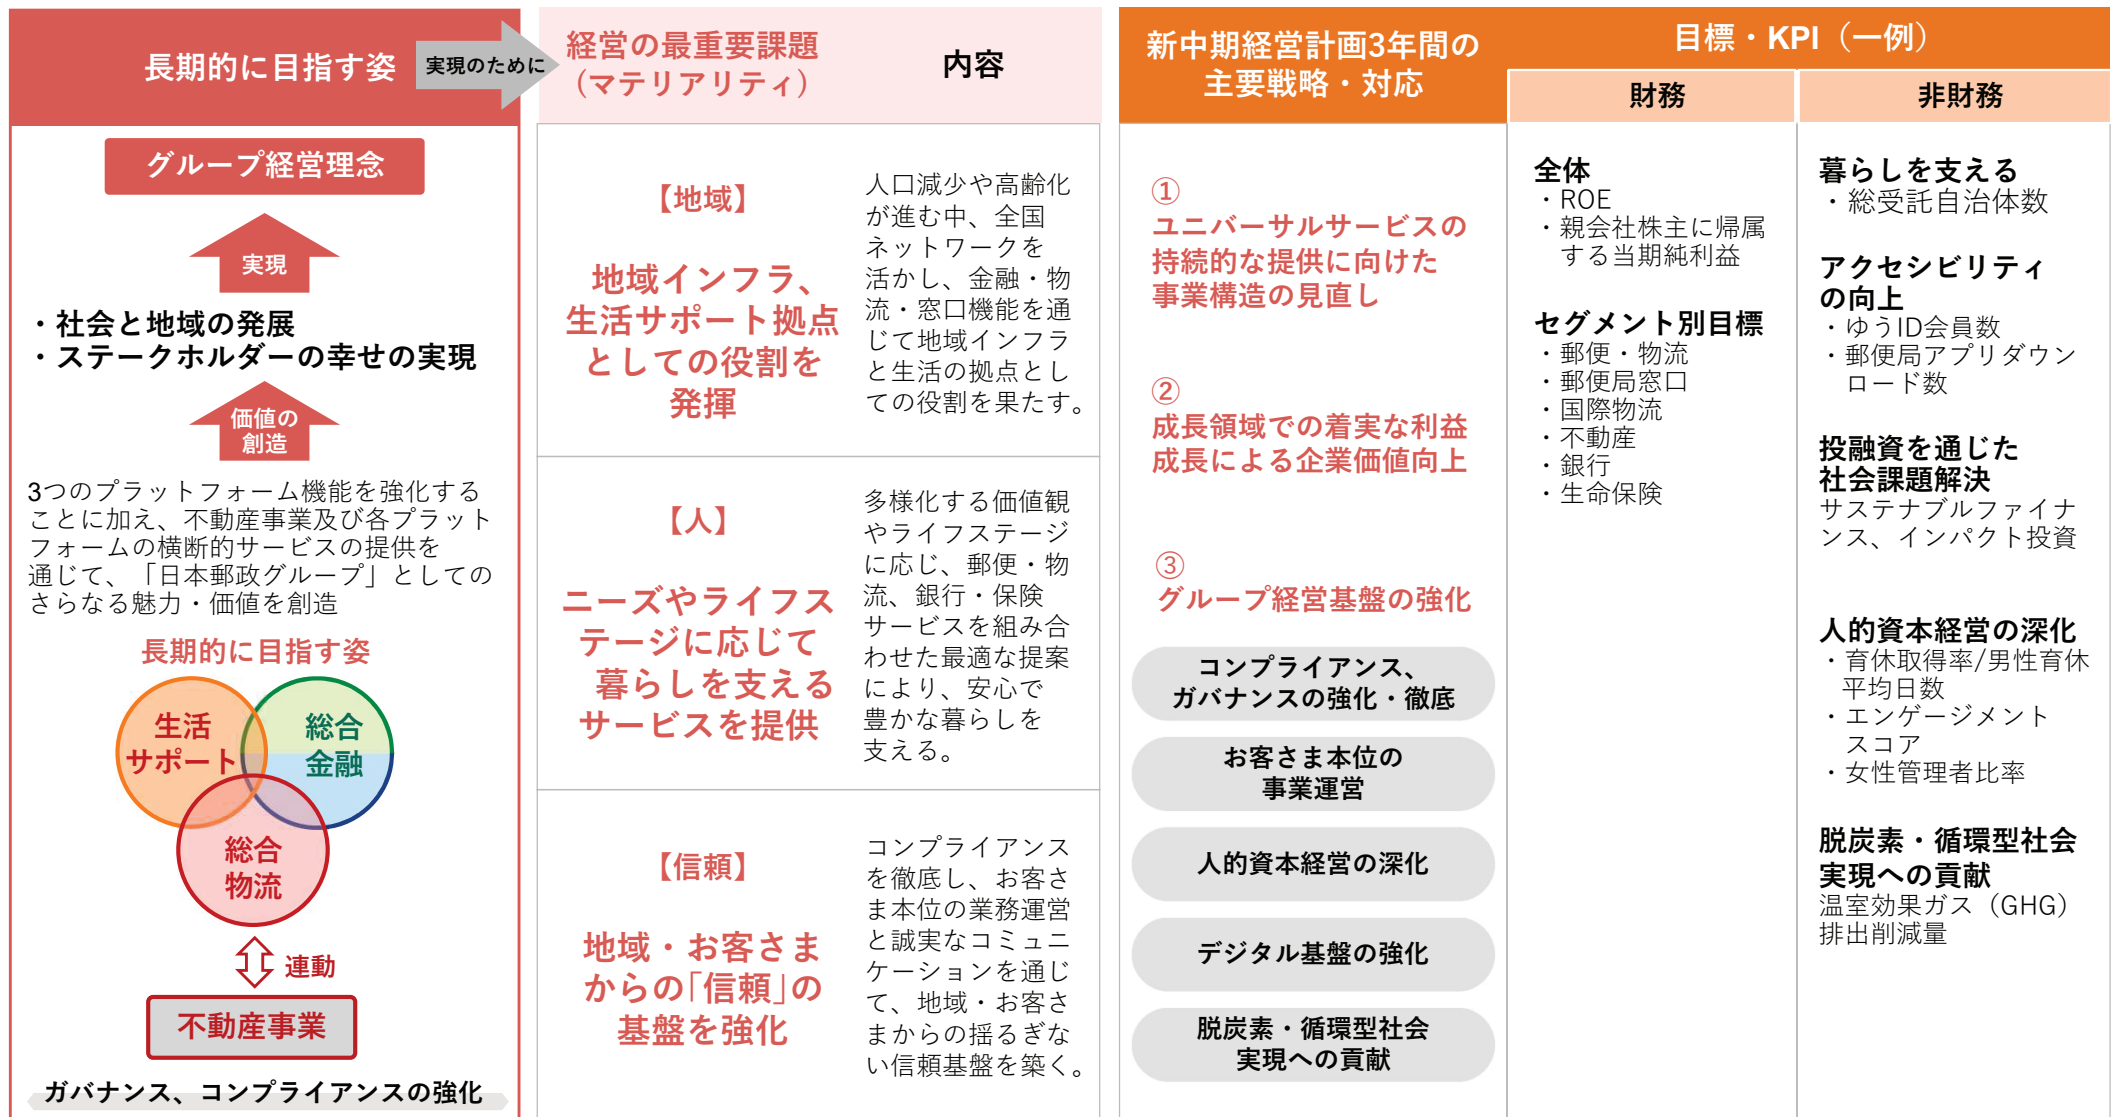 長期的に目指す姿
実現のために
グループ経営理念
実現
・社会と地域の発展
・ステークホルダーの幸せの実現
価値の
創造
3つのプラットフォーム機能を強化する
ことに加え、不動産事業及び各プラット
フォームの横断的サービスの提供を
通じて、「日本郵政グループ」としての
さらなる魅力・価値を創造
長期的に目指す姿
生活
サポート
総合
金融
総合
物流
連動
不動産事業
ガバナンス、コンプライアンスの強化
経営の最重要課題
（マテリアリティ）
内容
【地域】
地域インフラ、
生活サポート拠点
としての役割を
発揮
人口減少や高齢化
が進む中、全国
ネットワークを
活かし、金融・物
流・窓口機能を通
じて地域インフラ
と生活の拠点とし
ての役割を果たす。
【人】
ニーズやライフス
テージに応じて
暮らしを支える
サービスを提供
多様化する価値観
やライフステージ
に応じ、郵便・物
流、銀行・保険
サービスを組み合
わせた最適な提案
により、安心で
豊かな暮らしを
支える。
【信頼】
地域・お客さま
からの「信頼」の
基盤を強化
コンプライアンス
を徹底し、お客さ
ま本位の業務運営
と誠実なコミュニ
ケーションを通じ
て、地域・お客さ
まからの揺るぎな
い信頼基盤を築く。
新中期経営計画3年間の
主要戦略・対応
①
ユニバーサルサービスの
持続的な提供に向けた
事業構造の見直し
②
成長領域での着実な利益
成長による企業価値向上
③
グループ経営基盤の強化
コンプライアンス、
ガバナンスの強化・徹底
お客さま本位の
事業運営
人的資本経営の深化
デジタル基盤の強化
脱炭素・循環型社会
実現への貢献
目標・KPI（一例）
財務
全体
・ROE
・親会社株主に帰属
する当期純利益
セグメント別目標
・郵便・物流
・郵便局窓口
・国際物流
・不動産
・銀行
・生命保険
非財務
暮らしを支える
・総受託自治体数
アクセシビリティ
の向上
・ゆうID会員数
・郵便局アプリダウン
ロード数
投融資を通じた
社会課題解決
サステナブルファイナ
ンス、インパクト投資
人的資本経営の深化
・育休取得率/男性育休
平均日数
・エンゲージメント
スコア
・女性管理者比率
脱炭素・循環型社会
実現への貢献
温室効果ガス（GHG）
排出削減量